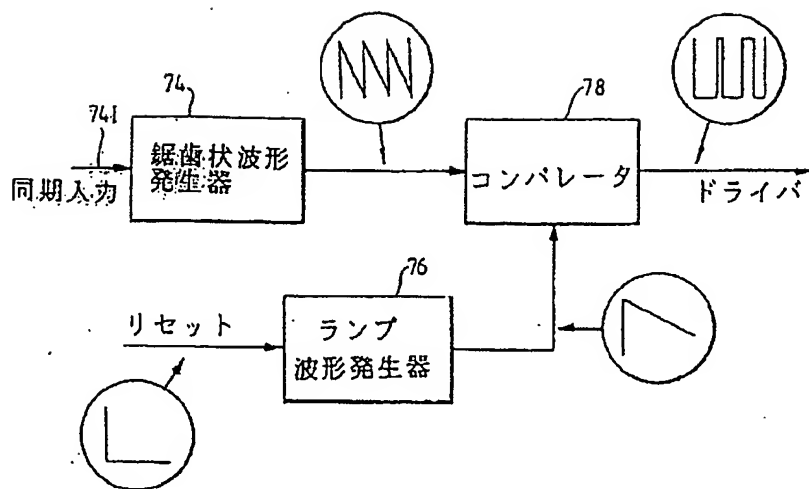 74
74I
鋸歯状波形
発生器
同期入力
78
コンパレータ
ドライバ
76
リセット
ランプ
波形発生器